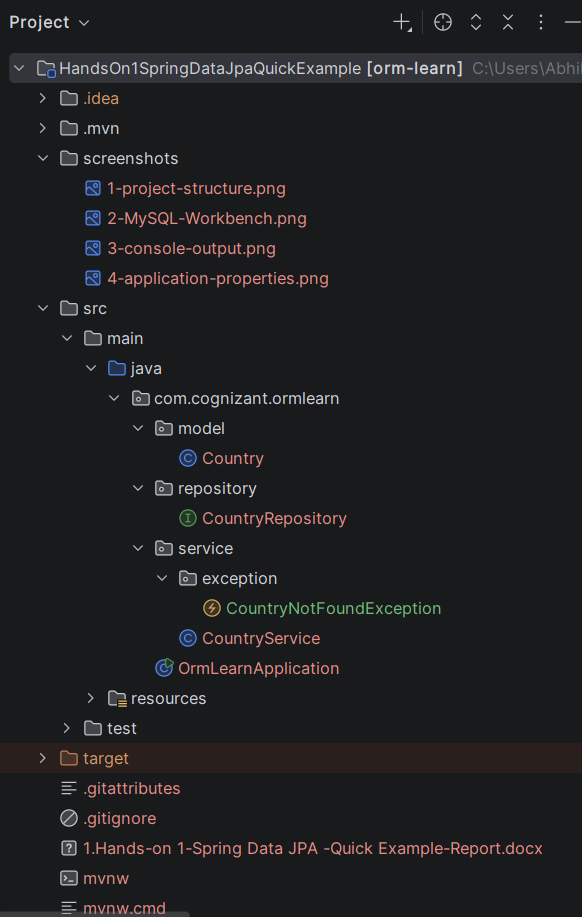 Project
HandsOn1SpringDataJpaQuickExample [orm-learn] C:\Users\Abhil
.idea
.mvn
screenshots
1-project-structure.png
2-MySQL-Workbench.png
3-console-output.png
4-application-properties.png
src
main
java
com.cognizant.ormlearn
model
Country
repository
CountryRepository
service
exception
CountryNotFoundException
CountryService
OrmLearnApplication
resources
test
target
.gitattributes
.gitignore
1.Hands-on 1-Spring Data JPA -Quick Example-Report.docx
mvnw
mvnw.cmd